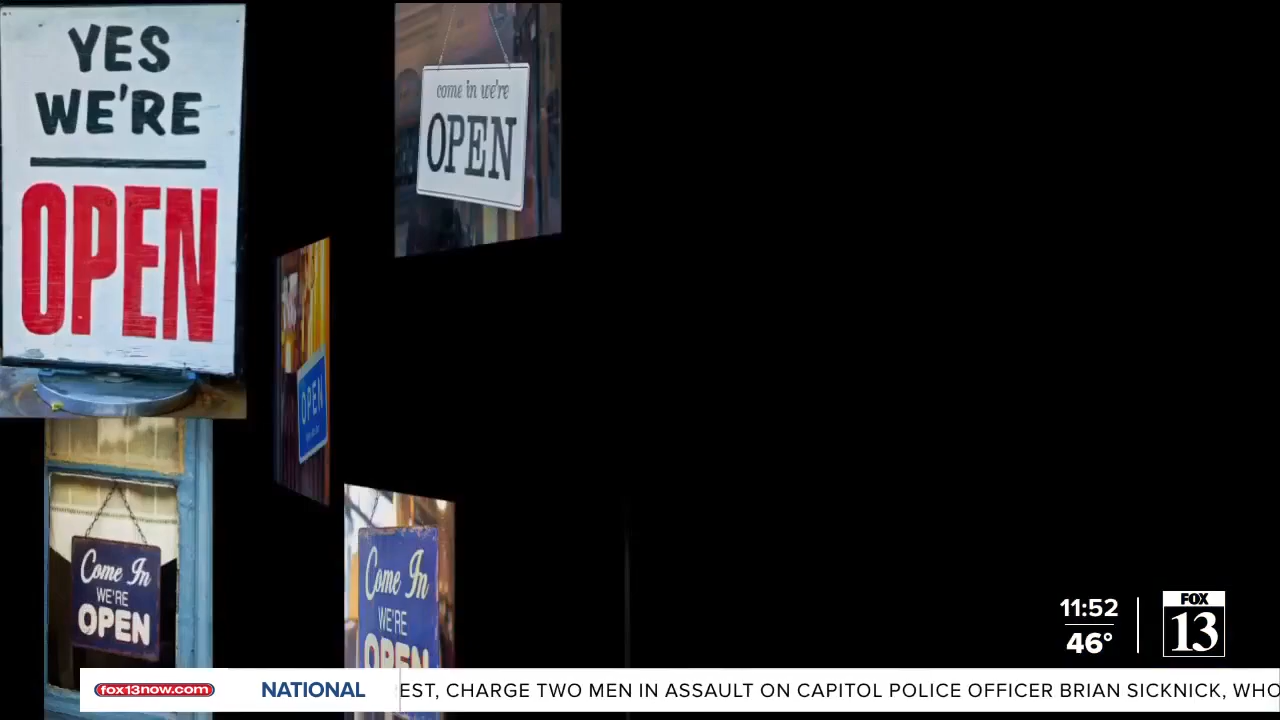 YES
WE'RE
OPEN
come in we're
OPEN
OPEN
Come In
WE'RE
OPEN
Come In
WE'RE
OPEN
11:52
46°
FOX
13
fox13now.com
NATIONAL
EST, CHARGE TWO MEN IN ASSAULT ON CAPITOL POLICE OFFICER BRIAN SICKNICK, WHO